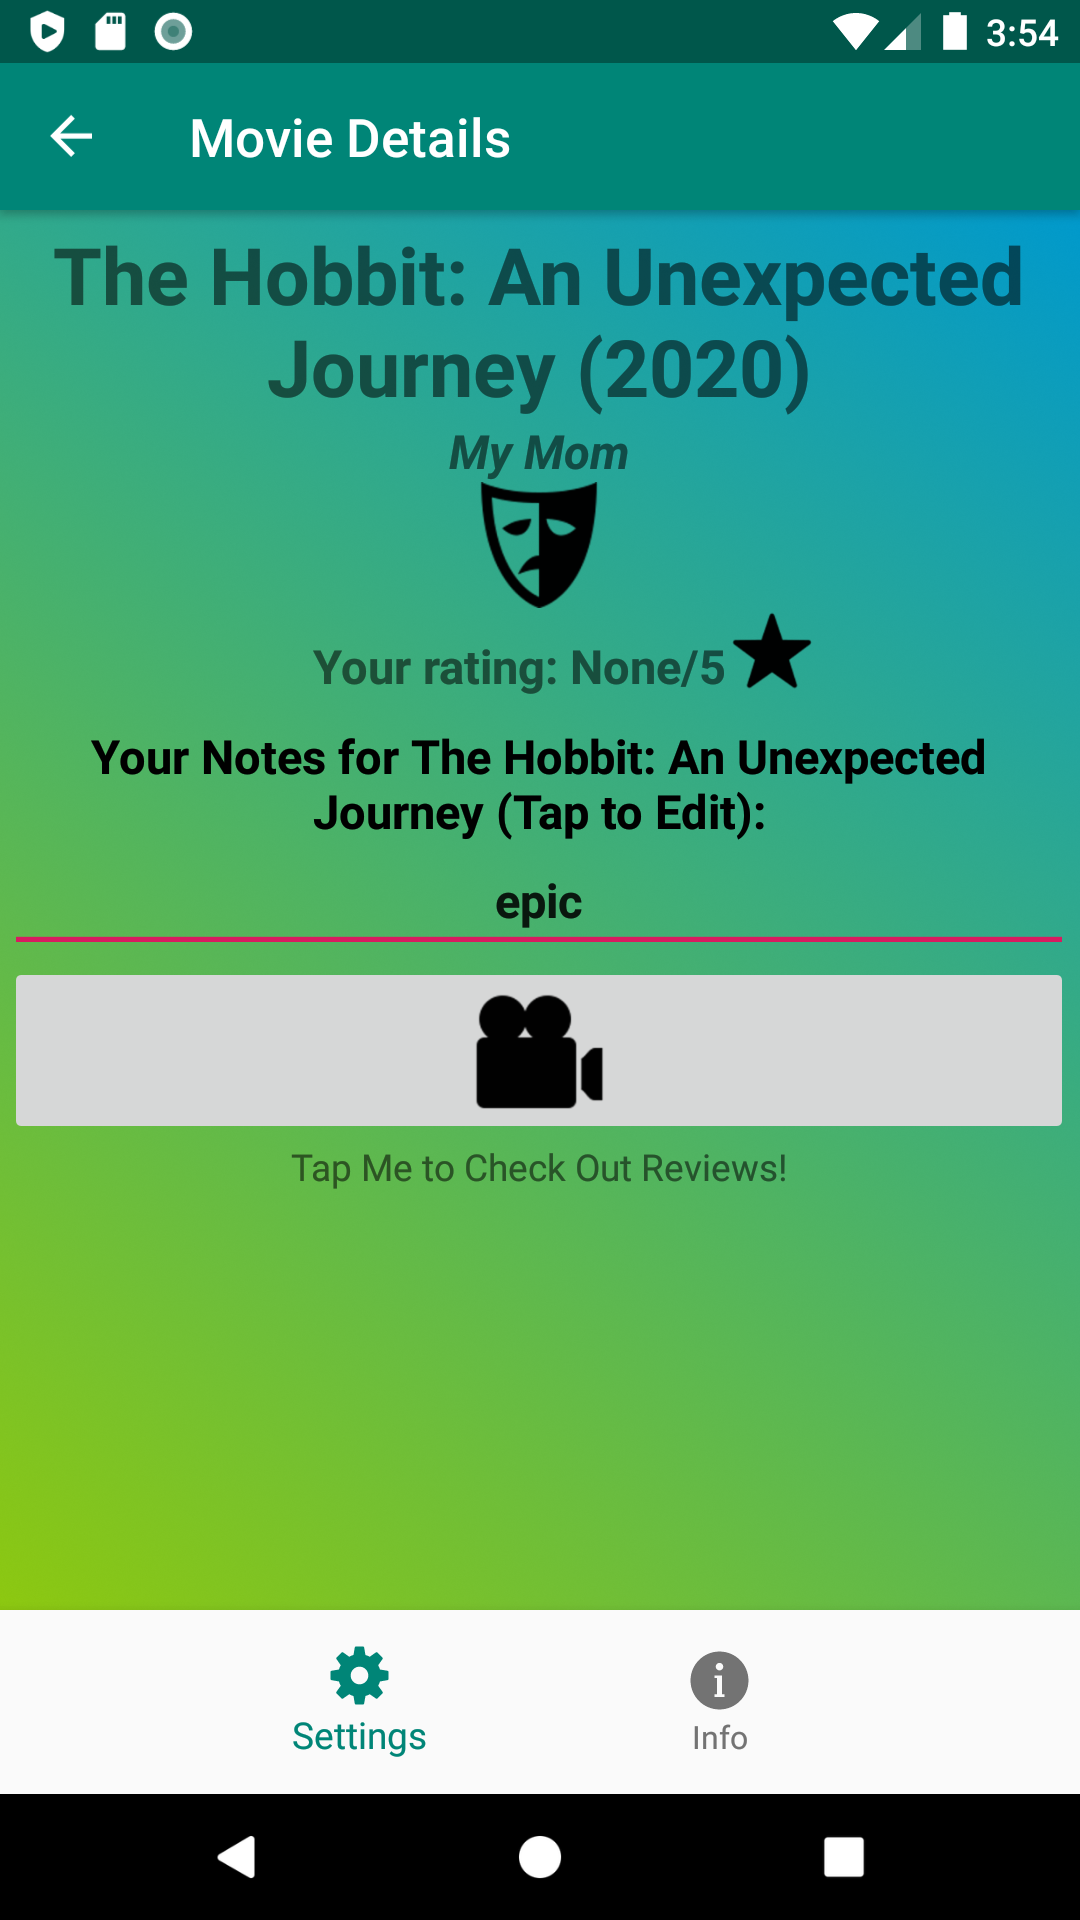 3:54
Movie Details
The Hobbit: An Unexpected
Journey (2020)
My Mom
Your rating: None/5
Your Notes for The Hobbit: An Unexpected
Journey (Tap to Edit):
epic
Tap Me to Check Out Reviews!
Settings
Info